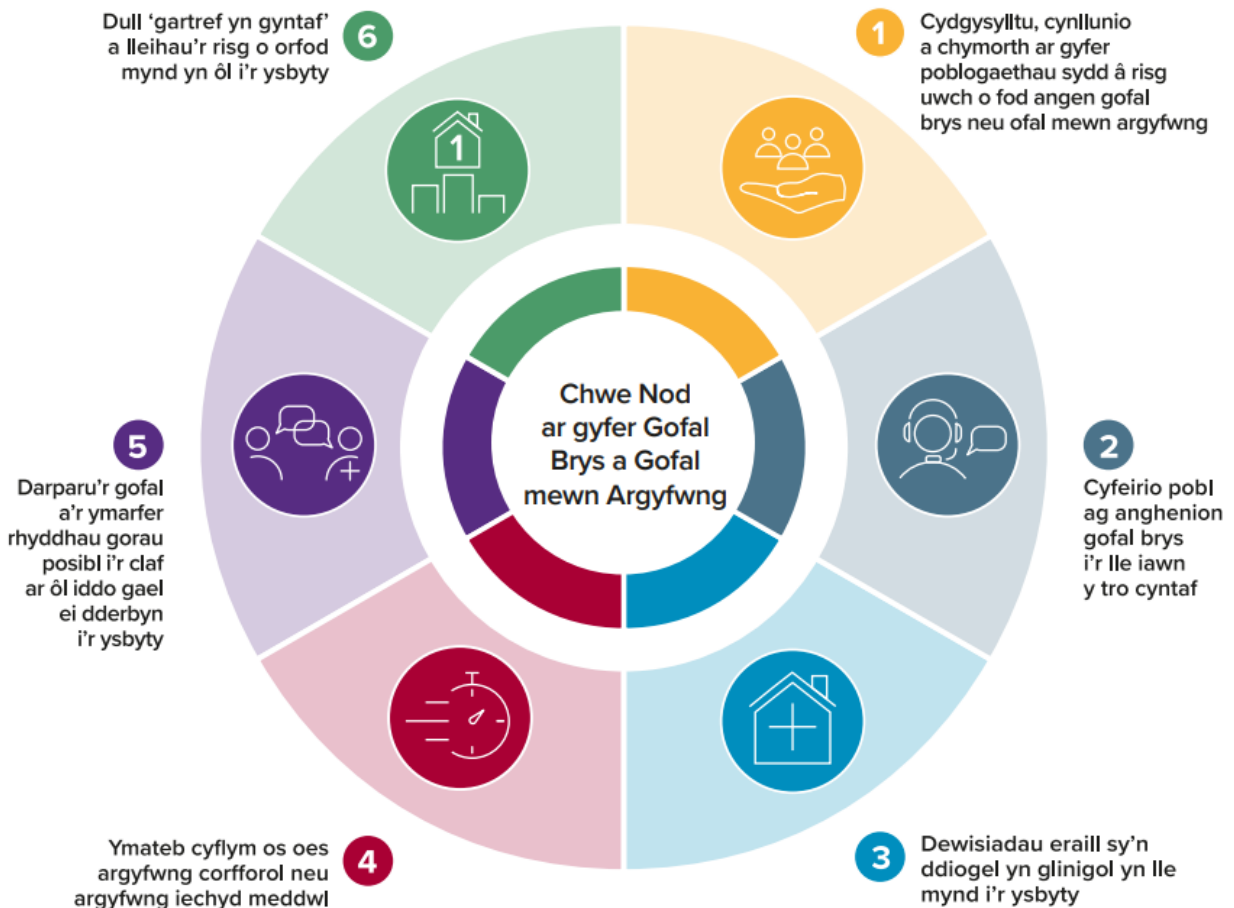 Chwe Nod
ar gyfer Gofal
Brys a Gofal
mewn Argyfwng
1
Cydgysylltu, cynllunio
a chymorth ar gyfer
poblogaethau sydd â risg
uwch o fod angen gofal
brys neu ofal mewn argyfwng
2
Cyfeirio pobl
ag anghenion
gofal brys
i'r lle iawn
y tro cyntaf
3
Dewisiadau eraill sy'n
ddiogel yn glinigol yn lle
mynd i'r ysbyty
4
Ymateb cyflym os oes
argyfwng corfforol neu
argyfwng iechyd meddwl
5
Darparu'r gofal
a'r ymarfer
rhyddhau gorau
posibl i'r claf
ar ôl iddo gael
ei dderbyn
i'r ysbyty
6
Dull 'gartref yn gyntaf'
a lleihau'r risg o orfod
mynd yn ôl i'r ysbyty
1